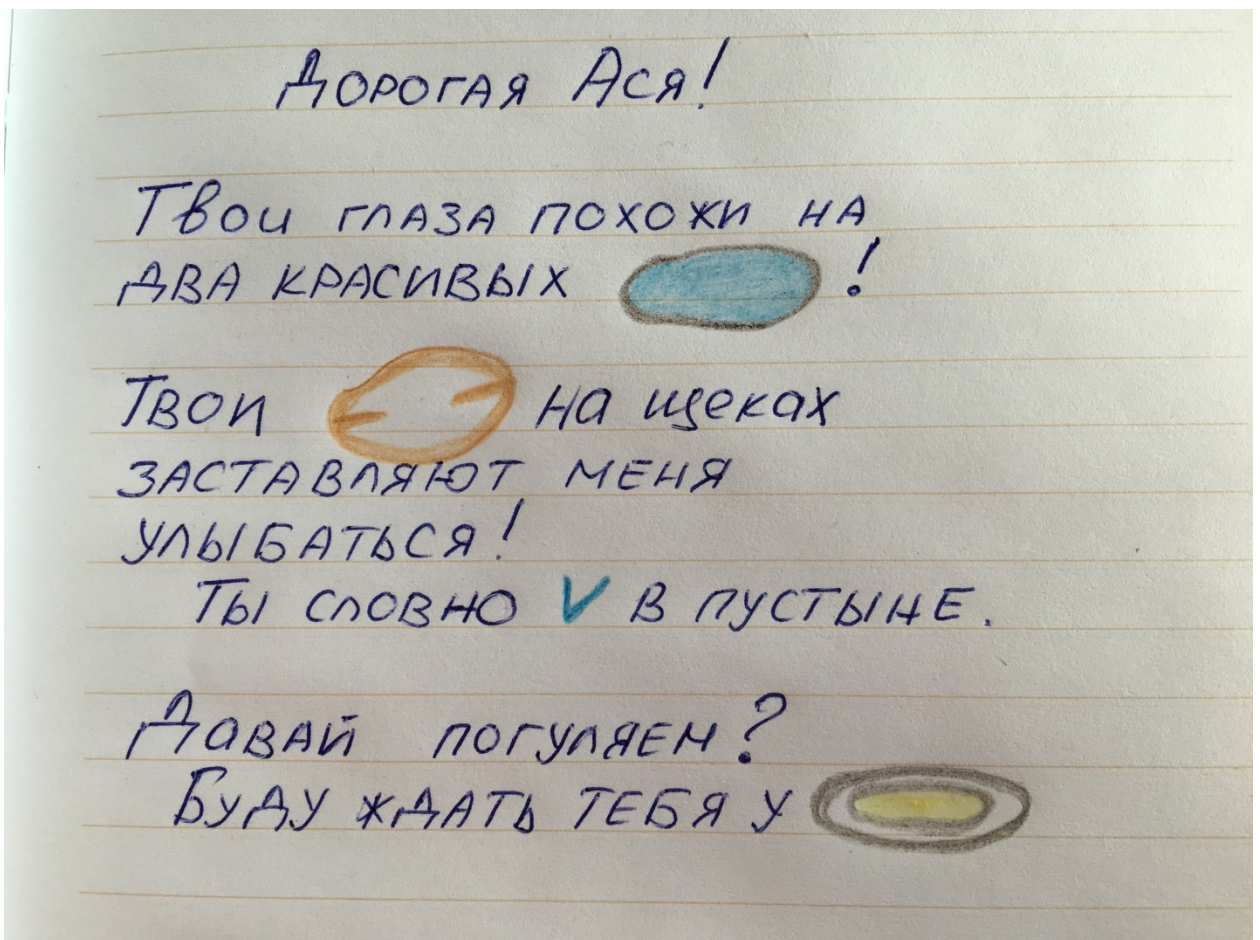 Дорогая Ася!
Твои глаза похожи на
два красивых !
Твои на щеках
заставляют меня
улыбаться!
Ты словно V в пустыне.
Давай погуляем?
Буду ждать тебя у